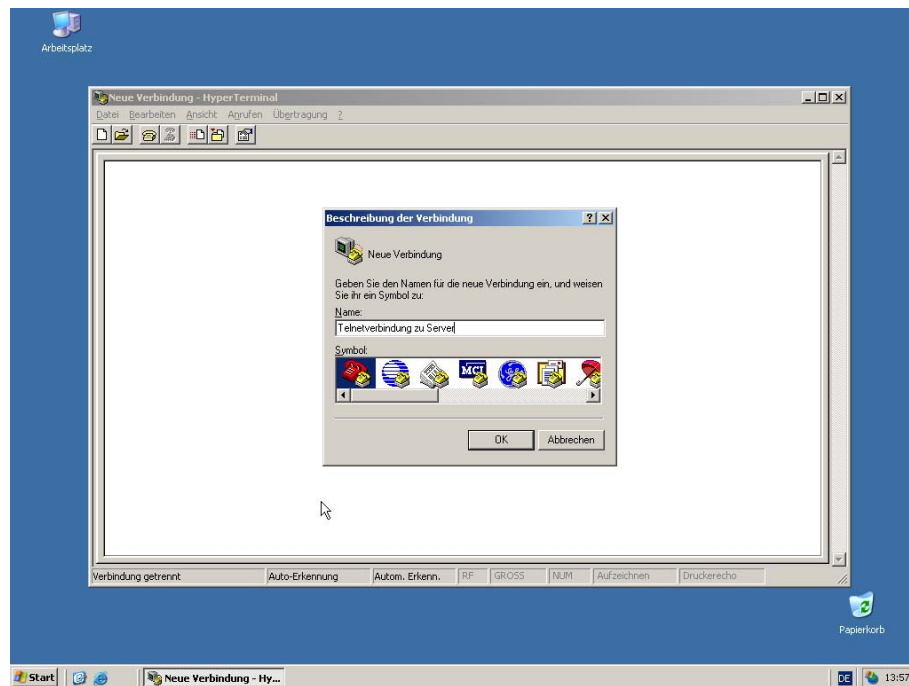 Arbeitsplatz
Neue Verbindung - HyperTerminal
Datei Bearbeiten Ansicht Anrufen Übertragung ?
Beschreibung der Verbindung
Neue Verbindung
Geben Sie den Namen für die neue Verbindung ein, und weisen
Sie ihr ein Symbol zu:
Name:
Telnetverbindung zu Server
Symbol:
MCI
OK Abbrechen
Verbindung getrennt Auto-Erkennung Autom. Erkenn. RF GROSS NUM Aufzeichnen Druckerecho
Papierkorb
Start Neue Verbindung - Hy... DE 13:57